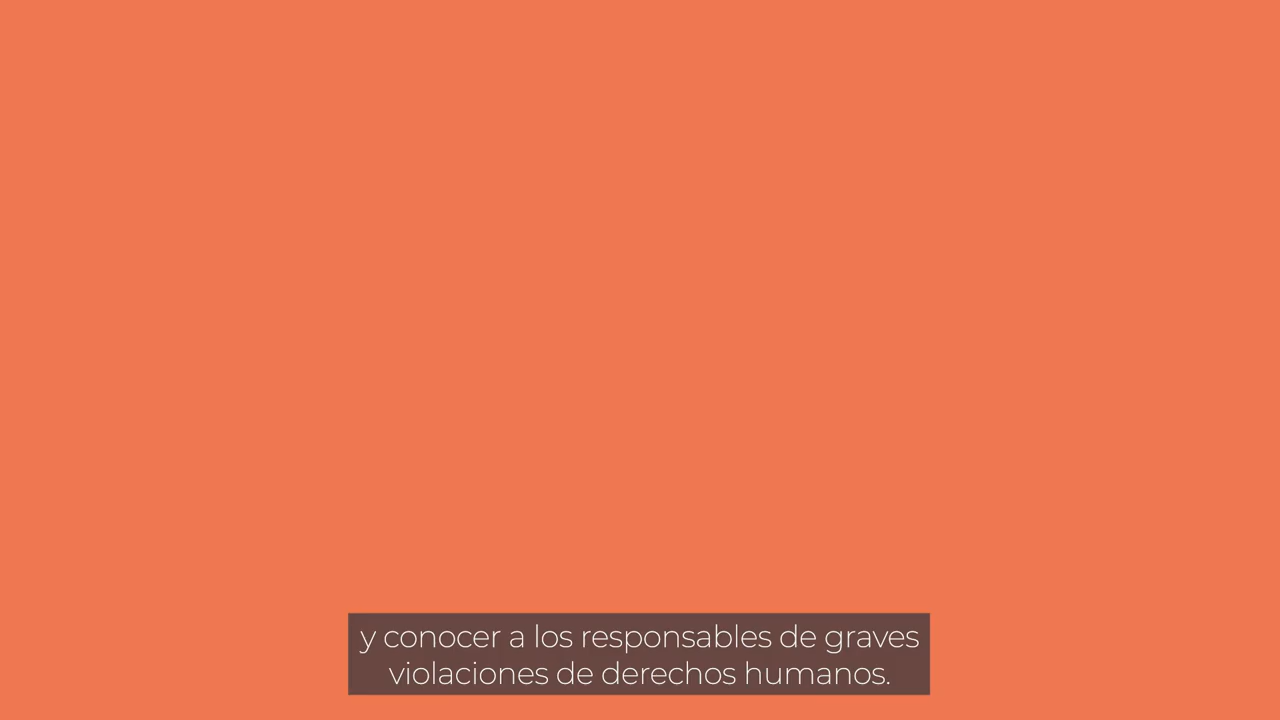 y conocer a los responsables de graves
violaciones de derechos humanos.